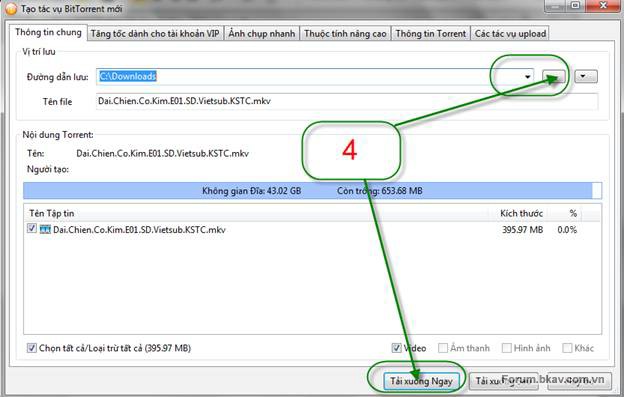 Tạo tác vụ BitTorrent mới
Thông tin chung Tăng tốc dành cho tài khoản VIP Ảnh chụp nhanh Thuộc tính nâng cao Thông tin Torrent Các tác vụ upload
Vị trí lưu
Đường dẫn lưu: C:\Downloads
Tên file Dai.Chien.Co.Kim.E01.SD.Vietsub.KSTC.mkv
4
Nội dung Torrent:
Tên: Dai.Chien.Co.Kim.E01.SD.Vietsub.KSTC.mkv
Người tạo:
Không gian Đĩa: 43.02 GB Còn trống: 653.68 MB
Tên Tập tin Kích thước %
Dai.Chien.Co.Kim.E01.SD.Vietsub.KSTC.mkv 395.97 MB 0.0%
Chọn tất cả/Loại trừ tất cả (395.97 MB) Video Âm thanh Hình ảnh Khác
Tải xuống Ngay Tải xuống
Forum.bkav.com.vn